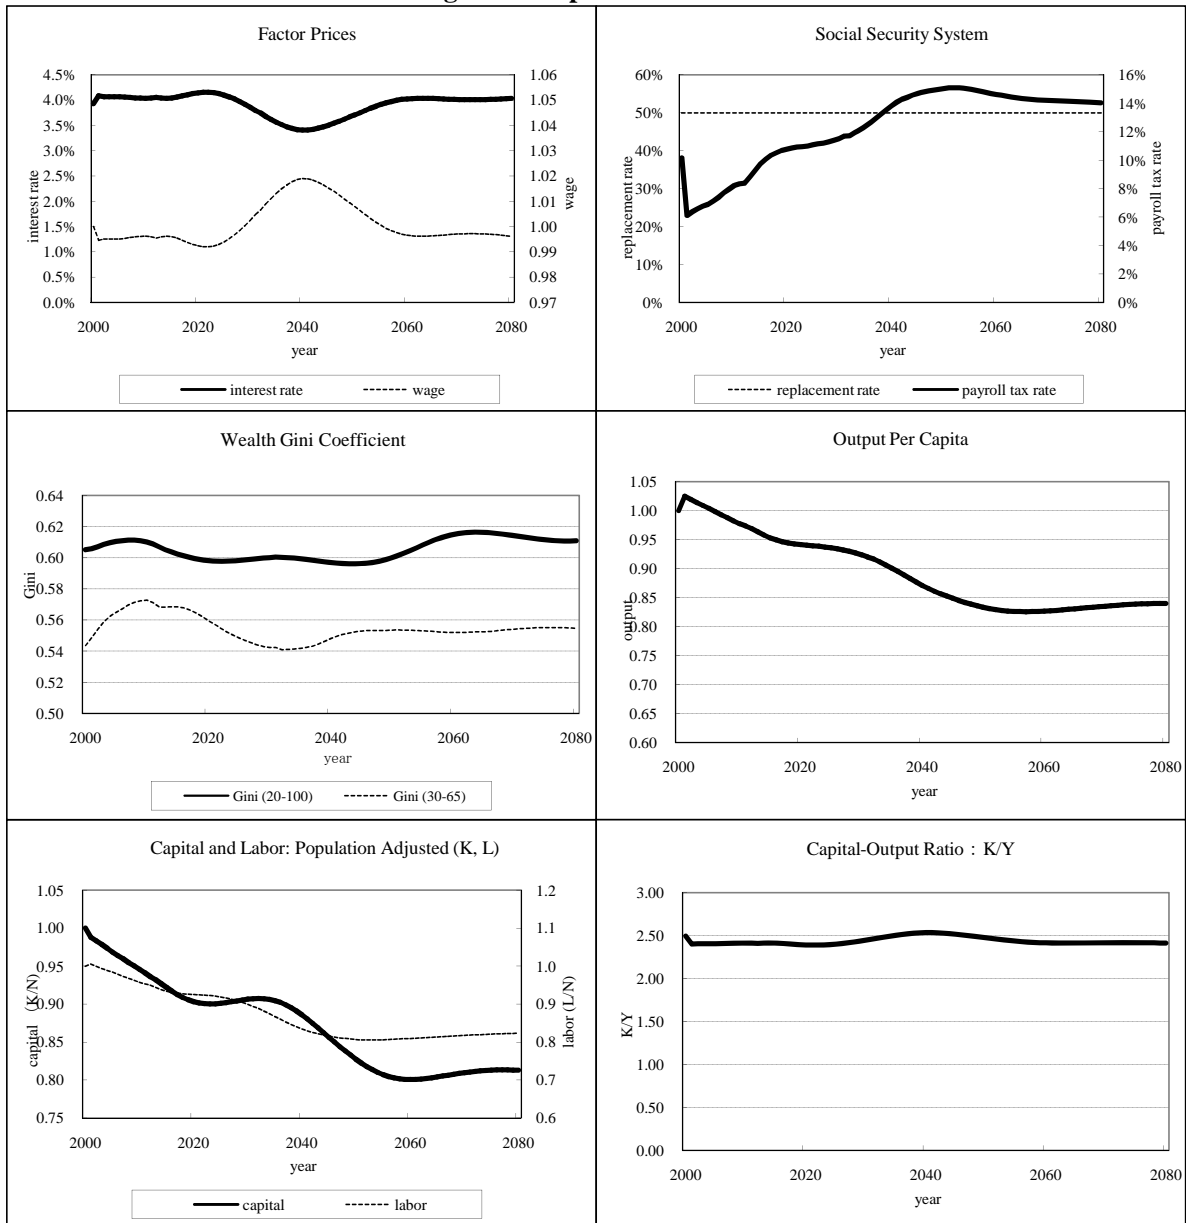 Factor Prices
4.5%
4.0%
3.5%
3.0%
2.5%
2.0%
1.5%
1.0%
0.5%
0.0%
interest rate
1.06
1.05
1.04
1.03
1.02
1.01
1.00
0.99
0.98
0.97
wage
2000 2020 2040 2060 2080
year
interest rate wage
Social Security System
60%
50%
40%
30%
20%
10%
0%
replacement rate
16%
14%
12%
10%
8%
6%
4%
2%
0%
payroll tax rate
2000 2020 2040 2060 2080
year
replacement rate payroll tax rate
Wealth Gini Coefficient
0.64
0.62
0.60
0.58
0.56
0.54
0.52
0.50
Gini
2000 2020 2040 2060 2080
year
Gini (20-100) Gini (30-65)
Output Per Capita
1.05
1.00
0.95
0.90
0.85
0.80
0.75
0.70
0.65
0.60
output
2000 2020 2040 2060 2080
year
Capital and Labor: Population Adjusted (K, L)
1.05
1.00
0.95
0.90
0.85
0.80
0.75
capital (K/N)
1.2
1.1
1.0
0.9
0.8
0.7
0.6
labor (L/N)
2000 2020 2040 2060 2080
year
capital labor
Capital-Output Ratio : K/Y
3.00
2.50
2.00
1.50
1.00
0.50
0.00
K/Y
2000 2020 2040 2060 2080
year